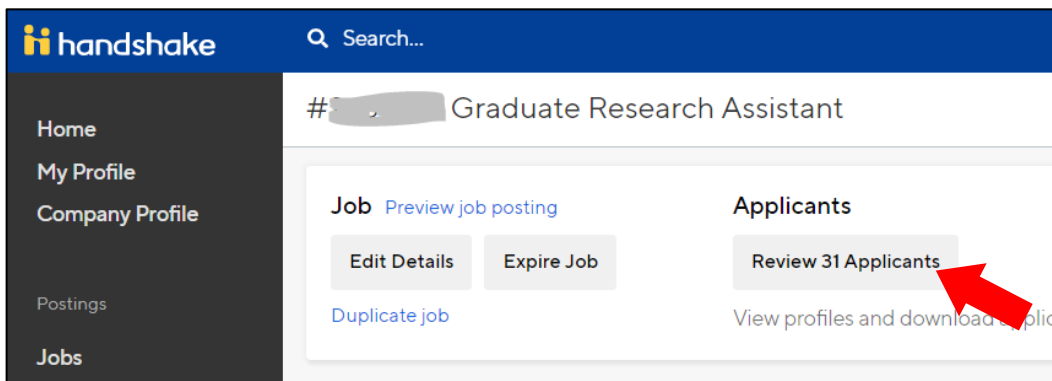 handshake
Search...
# Graduate Research Assistant
Home
My Profile
Company Profile
Postings
Jobs
Job Preview job posting
Edit Details Expire Job
Duplicate job
Applicants
Review 31 Applicants
View profiles and download